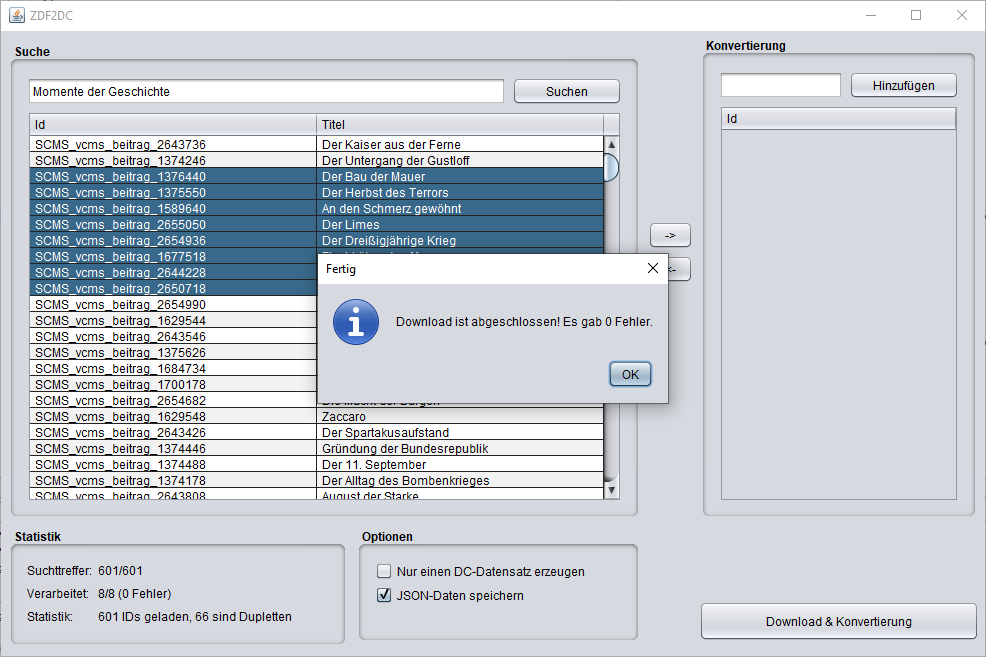 ZDF2DC
Suche
Momente der Geschichte
Suchen
Id Titel
SCMS_vcms_beitrag_2643736 Der Kaiser aus der Ferne
SCMS_vcms_beitrag_1374246 Der Untergang der Gustloff
SCMS_vcms_beitrag_1376440 Der Bau der Mauer
SCMS_vcms_beitrag_1375550 Der Herbst des Terrors
SCMS_vcms_beitrag_1589640 An den Schmerz gewöhnt
SCMS_vcms_beitrag_2655050 Der Limes
SCMS_vcms_beitrag_2654936 Der Dreißigjährige Krieg
SCMS_vcms_beitrag_1677518
SCMS_vcms_beitrag_2644228
SCMS_vcms_beitrag_2650718
SCMS_vcms_beitrag_2654990
SCMS_vcms_beitrag_1629544
SCMS_vcms_beitrag_2643546
SCMS_vcms_beitrag_1375626
SCMS_vcms_beitrag_1684734
SCMS_vcms_beitrag_1700178
SCMS_vcms_beitrag_2654682
SCMS_vcms_beitrag_1629548 Zaccaro
SCMS_vcms_beitrag_2643426 Der Spartakusaufstand
SCMS_vcms_beitrag_1374446 Gründung der Bundesrepublik
SCMS_vcms_beitrag_1374488 Der 11. September
SCMS_vcms_beitrag_1374178 Der Alltag des Bombenkrieges
SCMS_vcms_beitrag_2643808 August der Starke
->
<-
Fertig
Download ist abgeschlossen! Es gab 0 Fehler.
OK
Konvertierung
Hinzufügen
Id
Statistik
Suchttreffer: 601/601
Verarbeitet: 8/8 (0 Fehler)
Statistik: 601 IDs geladen, 66 sind Dupletten
Optionen
Nur einen DC-Datensatz erzeugen
JSON-Daten speichern
Download & Konvertierung